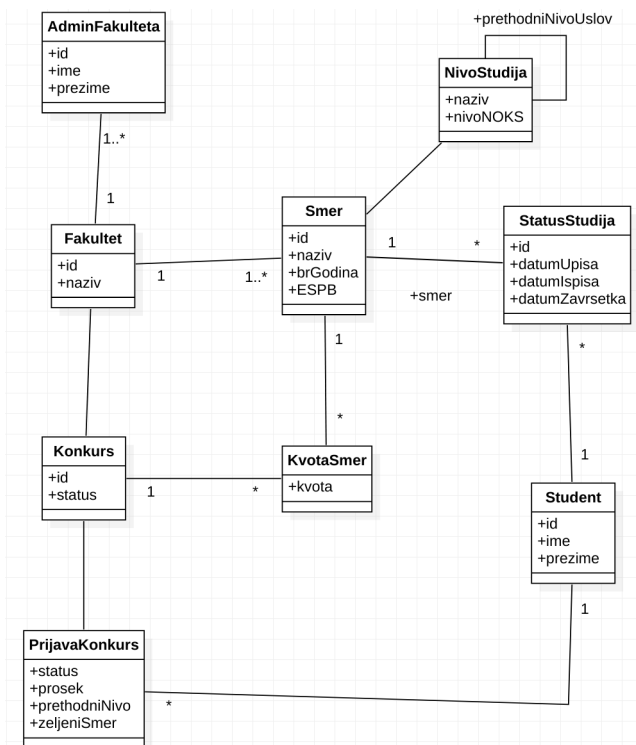 +prethodniNivoUslov
AdminFakulteta
+id
+ime
+prezime
NivoStudija
+naziv
+nivoNOKS
1..*
1
Fakultet
+id
+naziv
1
1..*
Smer
+id
+naziv
+brGodina
+ESPB
1
*
+smer
StatusStudija
+id
+datumUpisa
+datumIspisa
+datumZavrsetka
1
*
*
1
Konkurs
+id
+status
1
*
KvotaSmer
+kvota
Student
+id
+ime
+prezime
1
PrijavaKonkurs
+status
+prosek
+prethodniNivo
+zeljeniSmer
*